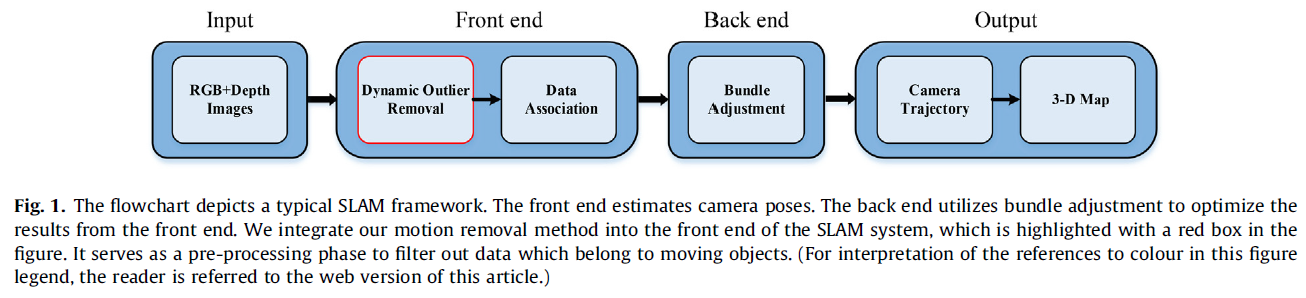 Input
Front end
Back end
Output
RGB+Depth
Images
Dynamic Outlier
Removal
Data
Association
Bundle
Adjustment
Camera
Trajectory
3-D Map
Fig. 1. The flowchart depicts a typical SLAM framework. The front end estimates camera poses. The back end utilizes bundle adjustment to optimize the
results from the front end. We integrate our motion removal method into the front end of the SLAM system, which is highlighted with a red box in the
figure. It serves as a pre-processing phase to filter out data which belong to moving objects. (For interpretation of the references to colour in this figure
legend, the reader is referred to the web version of this article.)